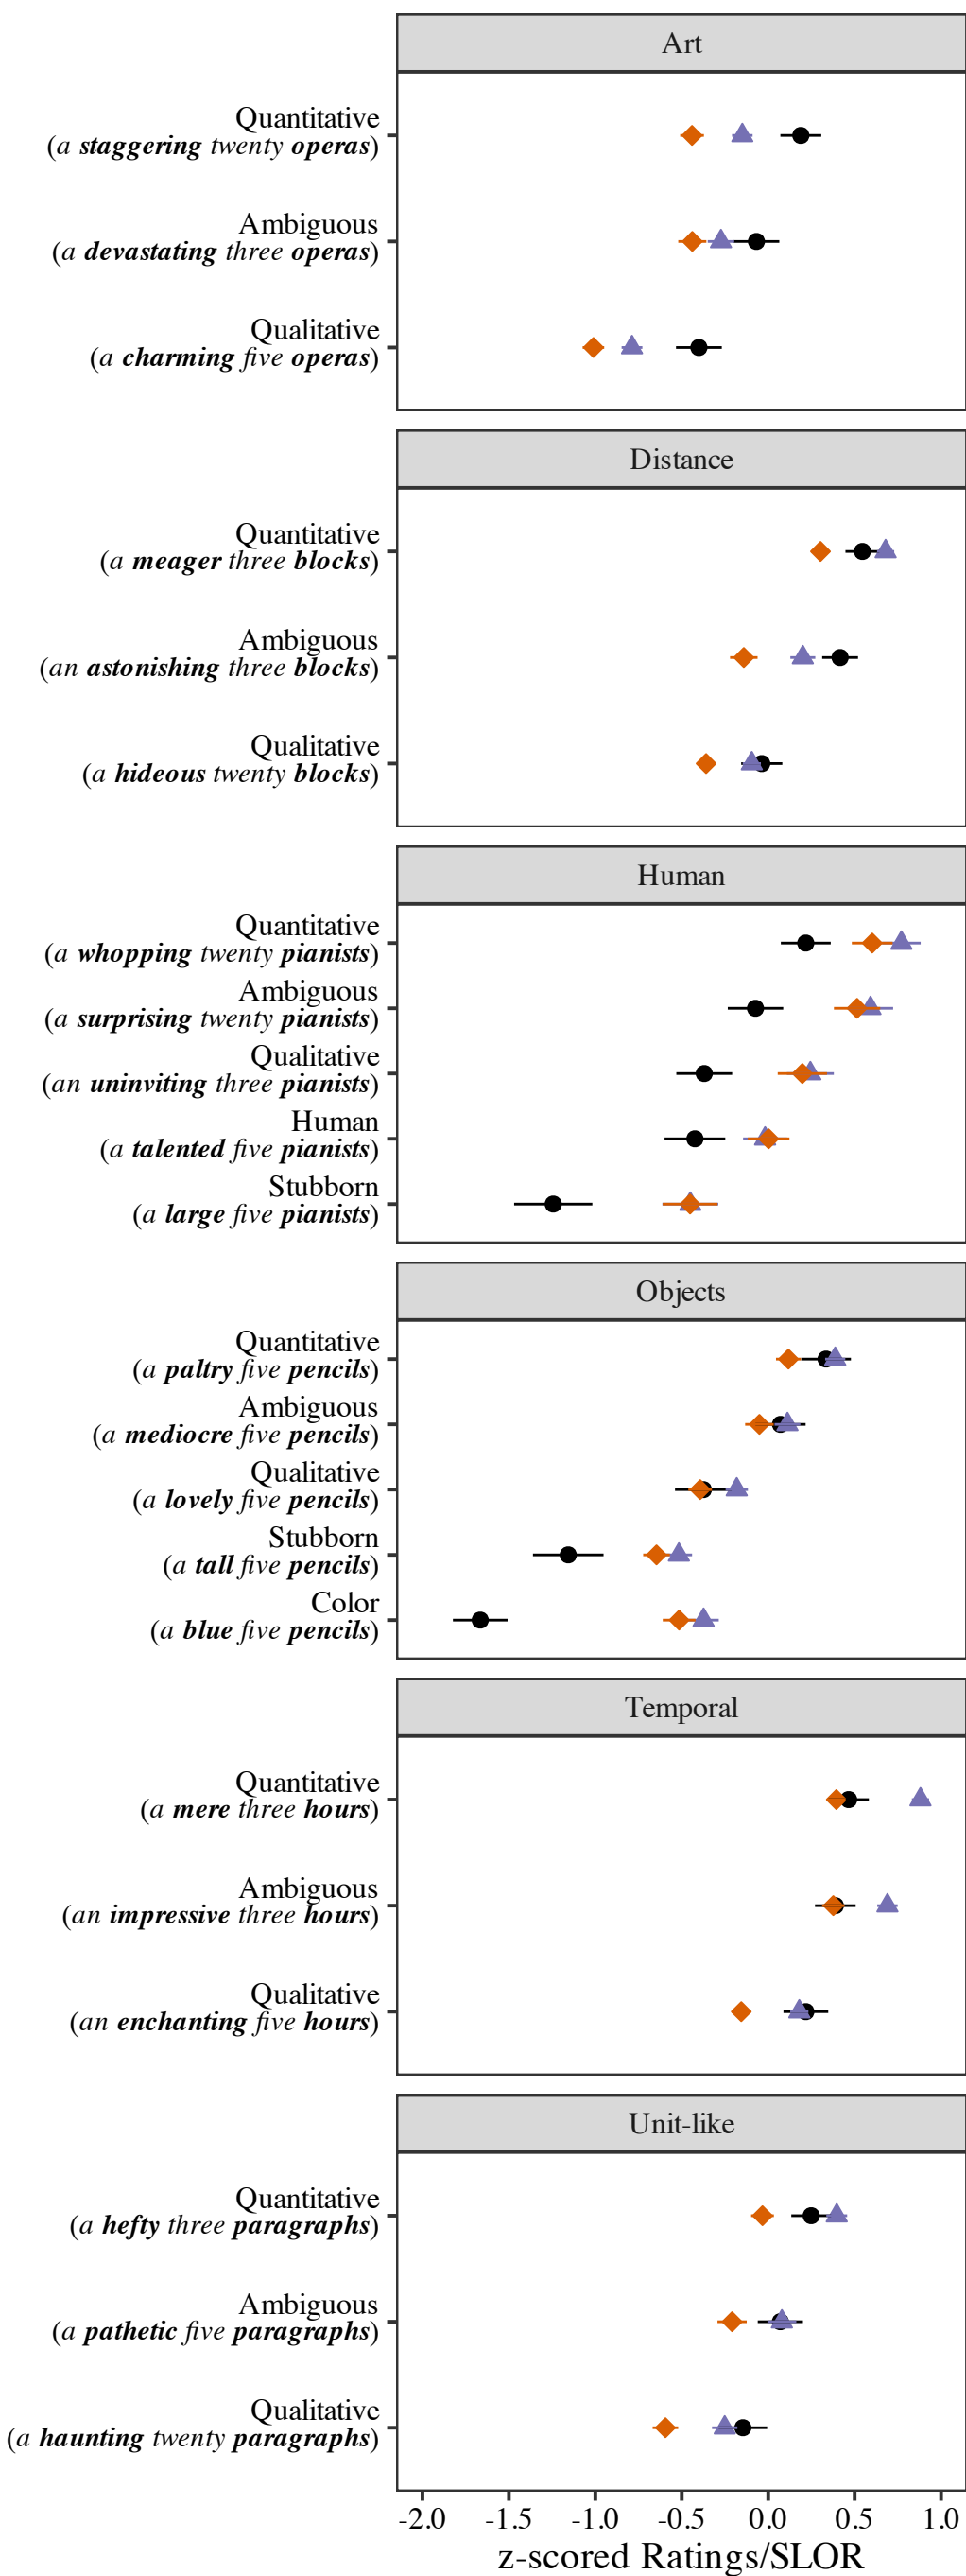 Art
Quantitative
(a staggering twenty operas)
Ambiguous
(a devastating three operas)
Qualitative
(a charming five operas)
Distance
Quantitative
(a meager three blocks)
Ambiguous
(an astonishing three blocks)
Qualitative
(a hideous twenty blocks)
Human
Quantitative
(a whopping twenty pianists)
Ambiguous
(a surprising twenty pianists)
Qualitative
(an uninviting three pianists)
Human
(a talented five pianists)
Stubborn
(a large five pianists)
Objects
Quantitative
(a paltry five pencils)
Ambiguous
(a mediocre five pencils)
Qualitative
(a lovely five pencils)
Stubborn
(a tall five pencils)
Color
(a blue five pencils)
Temporal
Quantitative
(a mere three hours)
Ambiguous
(an impressive three hours)
Qualitative
(an enchanting five hours)
Unit-like
Quantitative
(a hefty three paragraphs)
Ambiguous
(a pathetic five paragraphs)
Qualitative
(a haunting twenty paragraphs)
-2.0 -1.5 -1.0 -0.5 0.0 0.5 1.0
z-scored Ratings/SLOR